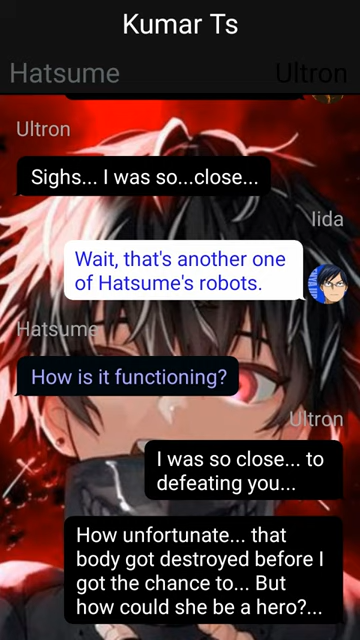 Kumar Ts
Hatsume
Ultron
Ultron
Sighs... I was so...close...
Iida
Wait, that's another one
of Hatsume's robots.
Hatsume
How is it functioning?
Ultron
I was so close... to
defeating you...
How unfortunate... that
body got destroyed before I
got the chance to... But
how could she be a hero?...